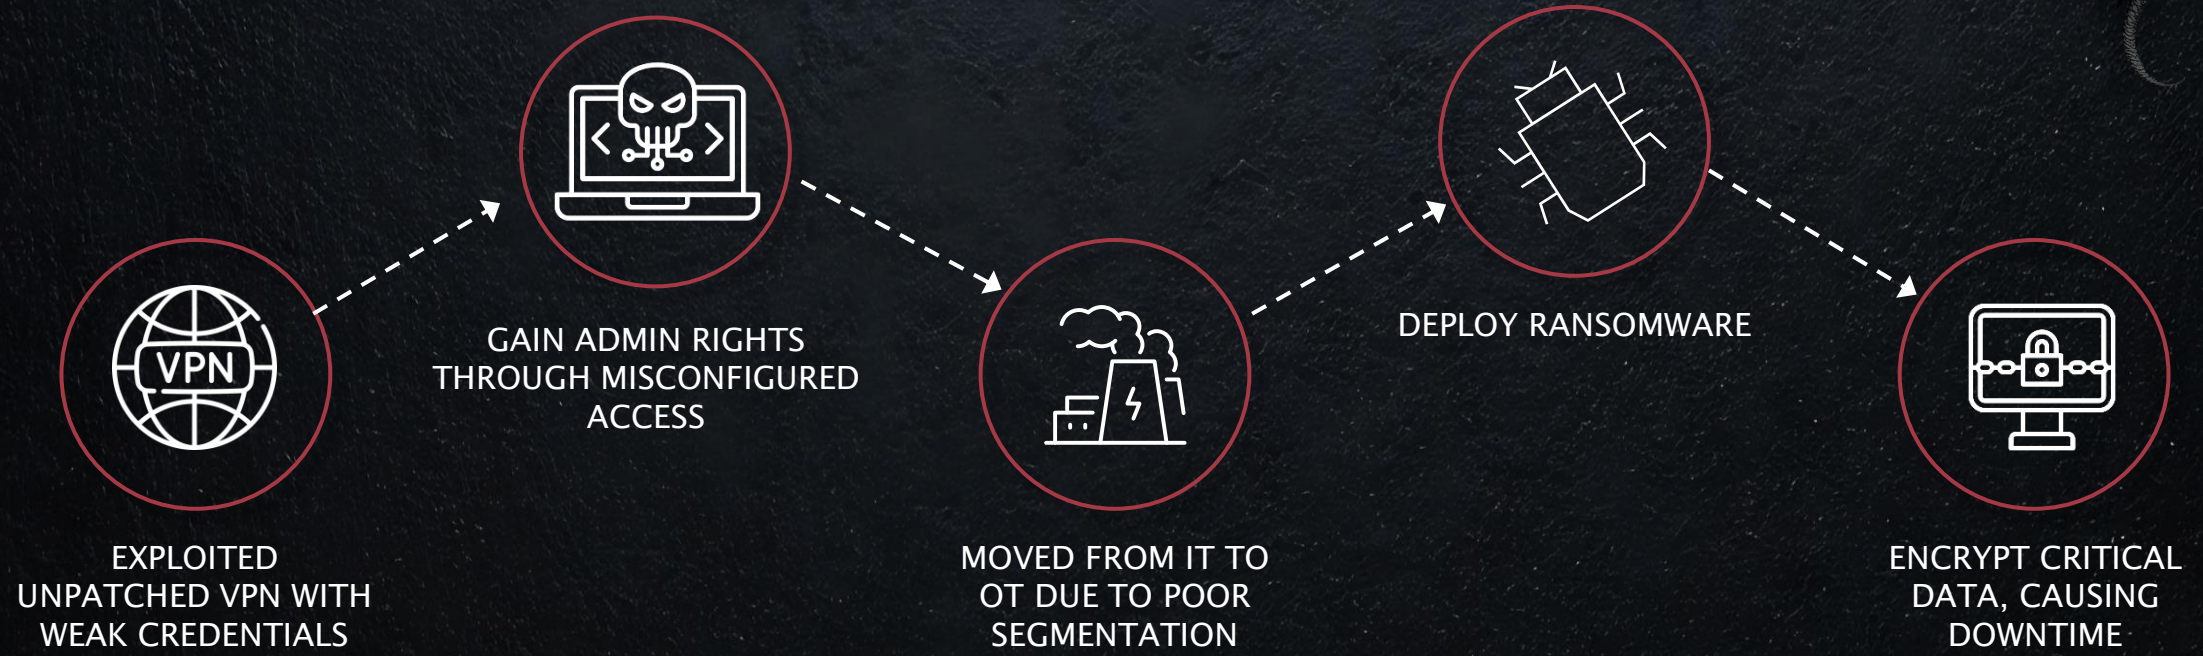 VPN
EXPLOITED
UNPATCHED VPN WITH
WEAK CREDENTIALS
GAIN ADMIN RIGHTS
THROUGH MISCONFIGURED
ACCESS
MOVED FROM IT TO
OT DUE TO POOR
SEGMENTATION
DEPLOY RANSOMWARE
ENCRYPT CRITICAL
DATA, CAUSING
DOWNTIME